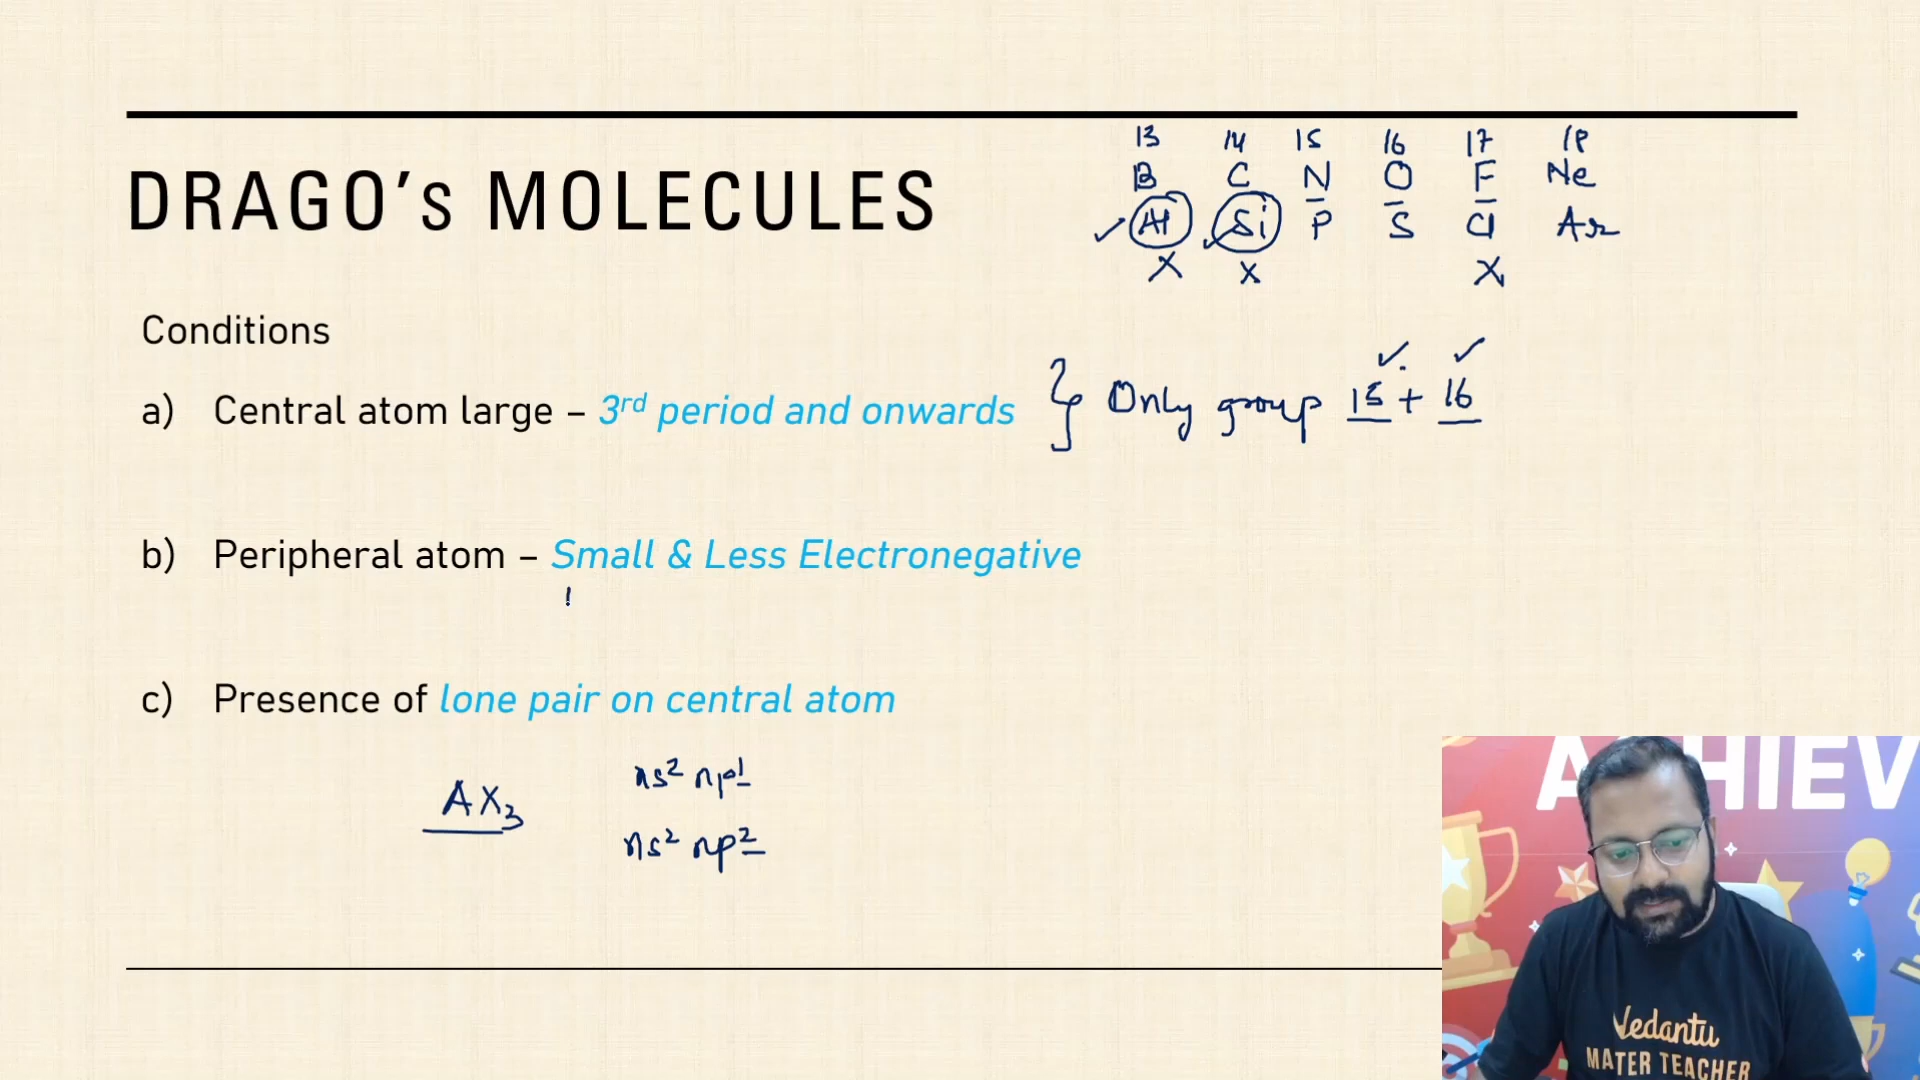 13 14 15 16 17 18
B C N O F Ne
Al Si P S Cl Ar
X X X
DRAGO's MOLECULES
Conditions
a) Central atom large – 3rd period and onwards
} Only group 15 + 16
b) Peripheral atom – Small & Less Electronegative
c) Presence of lone pair on central atom
AX₃
ns² np¹
ns² np²
ACHIEV
Vedantu
MATER TEACHER